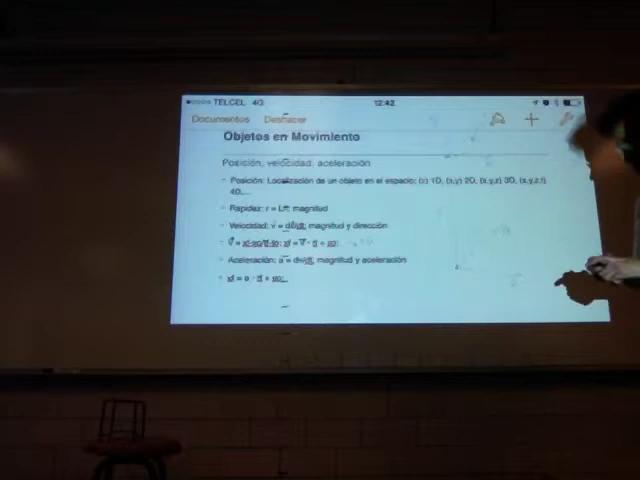 TELCEL 4G 12:42
Documentos Deshacer
Objetos en Movimiento
Posición, velocidad, aceleración
- Posición: Localización de un objeto en el espacio: (x) 1D, (x,y) 2D, (x,y,z) 3D, (x,y,z,t)
4D,...
- Rapidez: r = magnitud
- Velocidad: magnitud y dirección
- Aceleración: magnitud y aceleración